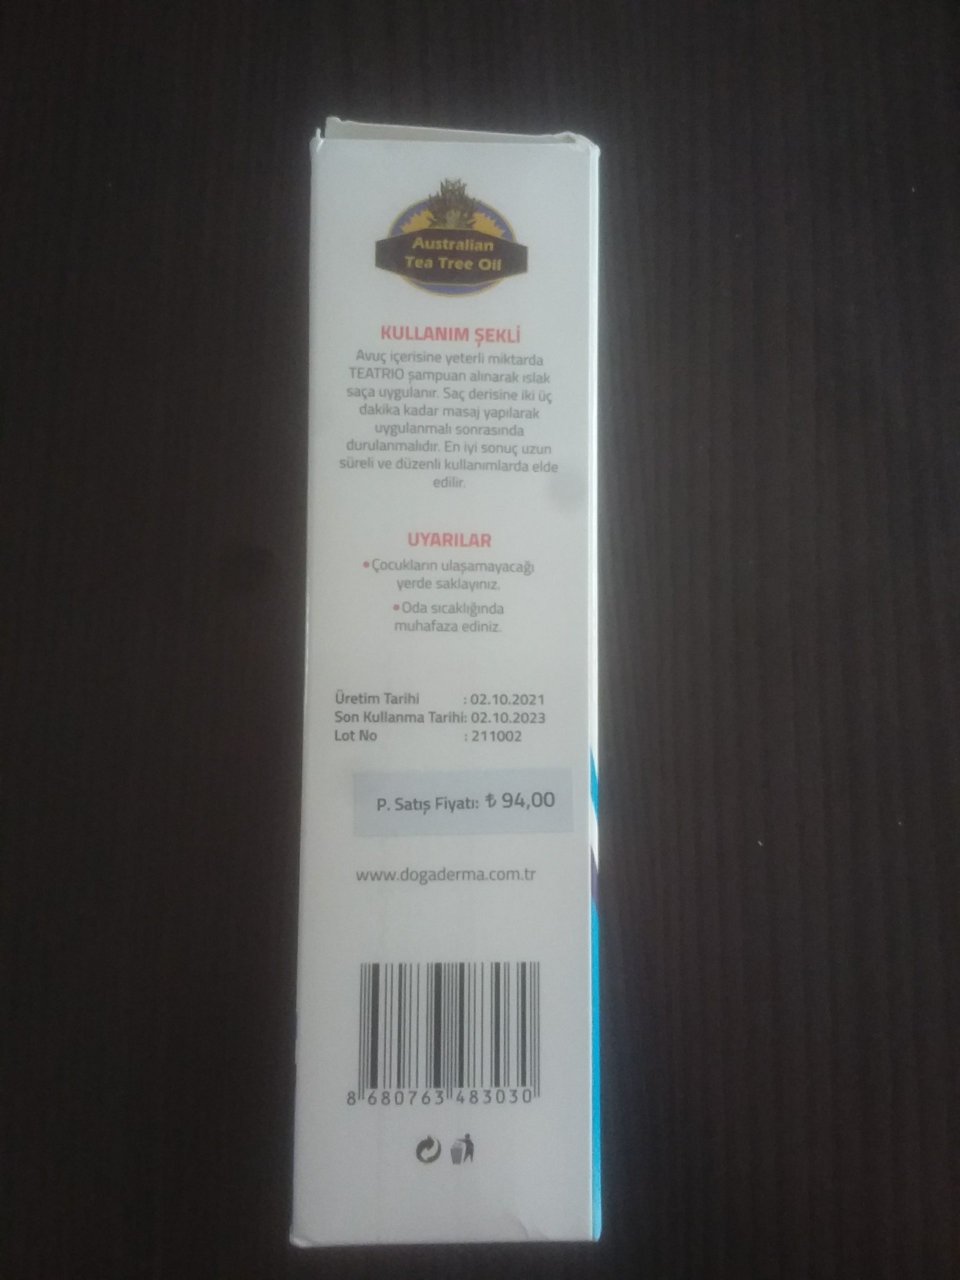 Australian
Tea Tree Oil
KULLANIM ŞEKLİ
Avuç içerisine yeterli miktarda
TEATRIO şampuan alınarak ıslak
saça uygulanır. Saç derisine iki üç
dakika kadar masaj yapılarak
uygulanmalı sonrasında
durulanmalıdır. En iyi sonuç uzun
süreli ve düzenli kullanımlarda elde
edilir.
UYARILAR
•Çocukların ulaşamayacağı
yerde saklayınız.
•Oda sıcaklığında
muhafaza ediniz.
Üretim Tarihi : 02.10.2021
Son Kullanma Tarihi: 02.10.2023
Lot No : 211002
P. Satış Fiyatı: ₺ 94,00
www.dogaderma.com.tr
8 680763 483030